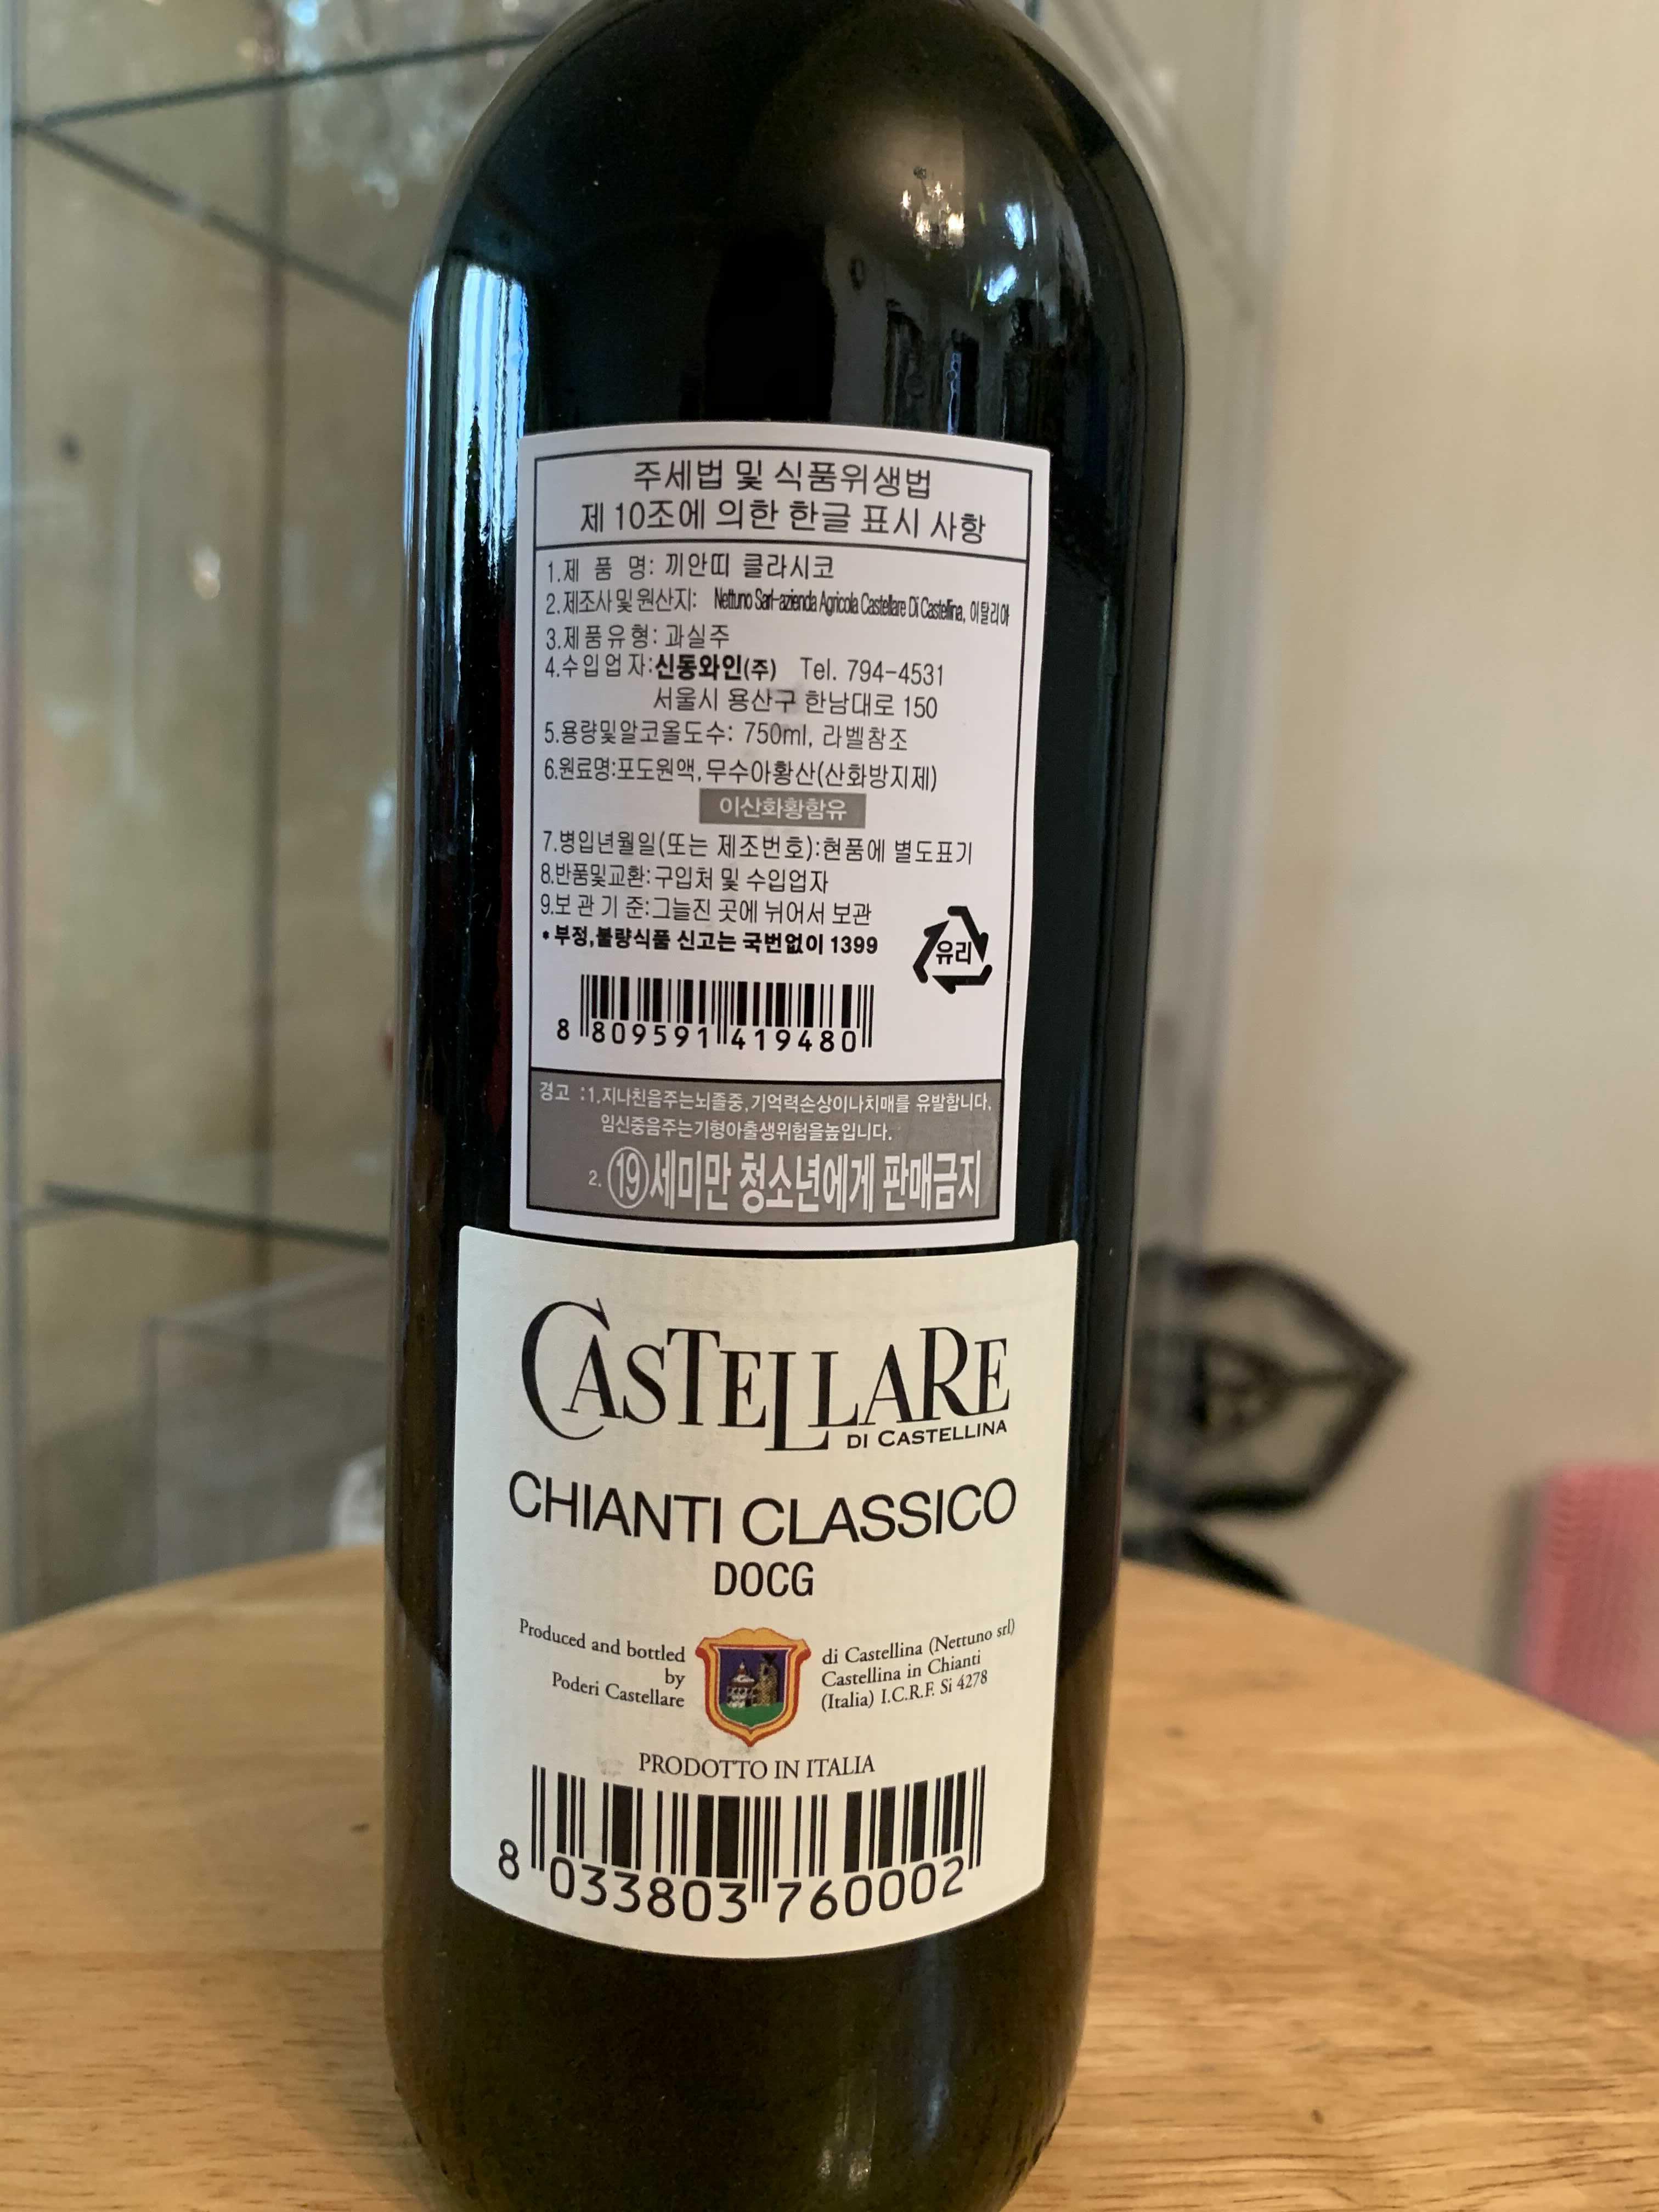 주세법 및 식품위생법
제 10조에 의한 한글 표시 사항
1.제 품 명: 끼안띠 클라시코
2.제조사및원산지: Nettuno Sarl-azienda Agricola Castellare Di Castellina, 이탈리아
3.제품유형: 과실주
4.수입업자:신동와인(주) Tel. 794-4531
서울시 용산구 한남대로 150
5.용량및알코올도수: 750ml, 라벨참조
6.원료명:포도원액,무수아황산(산화방지제)
이산화황함유
7.병입년월일(또는 제조번호):현품에 별도표기
8.반품및교환:구입처 및 수입업자
9.보관기준:그늘진 곳에 뉘어서 보관
* 부정,불량식품 신고는 국번없이 1399
유리
8 809591 419480
경고 :1.지나친음주는뇌졸중,기억력손상이나치매를 유발합니다.
임신중음주는기형아출생위험을높입니다.
2. ⑲세미만 청소년에게 판매금지
CASTELLARE
DI CASTELLINA
CHIANTI CLASSICO
DOCG
Produced and bottled
by
Poderi Castellare
di Castellina (Nettuno srl)
Castellina in Chianti
(Italia) I.C.R.F. Si 4278
PRODOTTO IN ITALIA
8 033803 760002